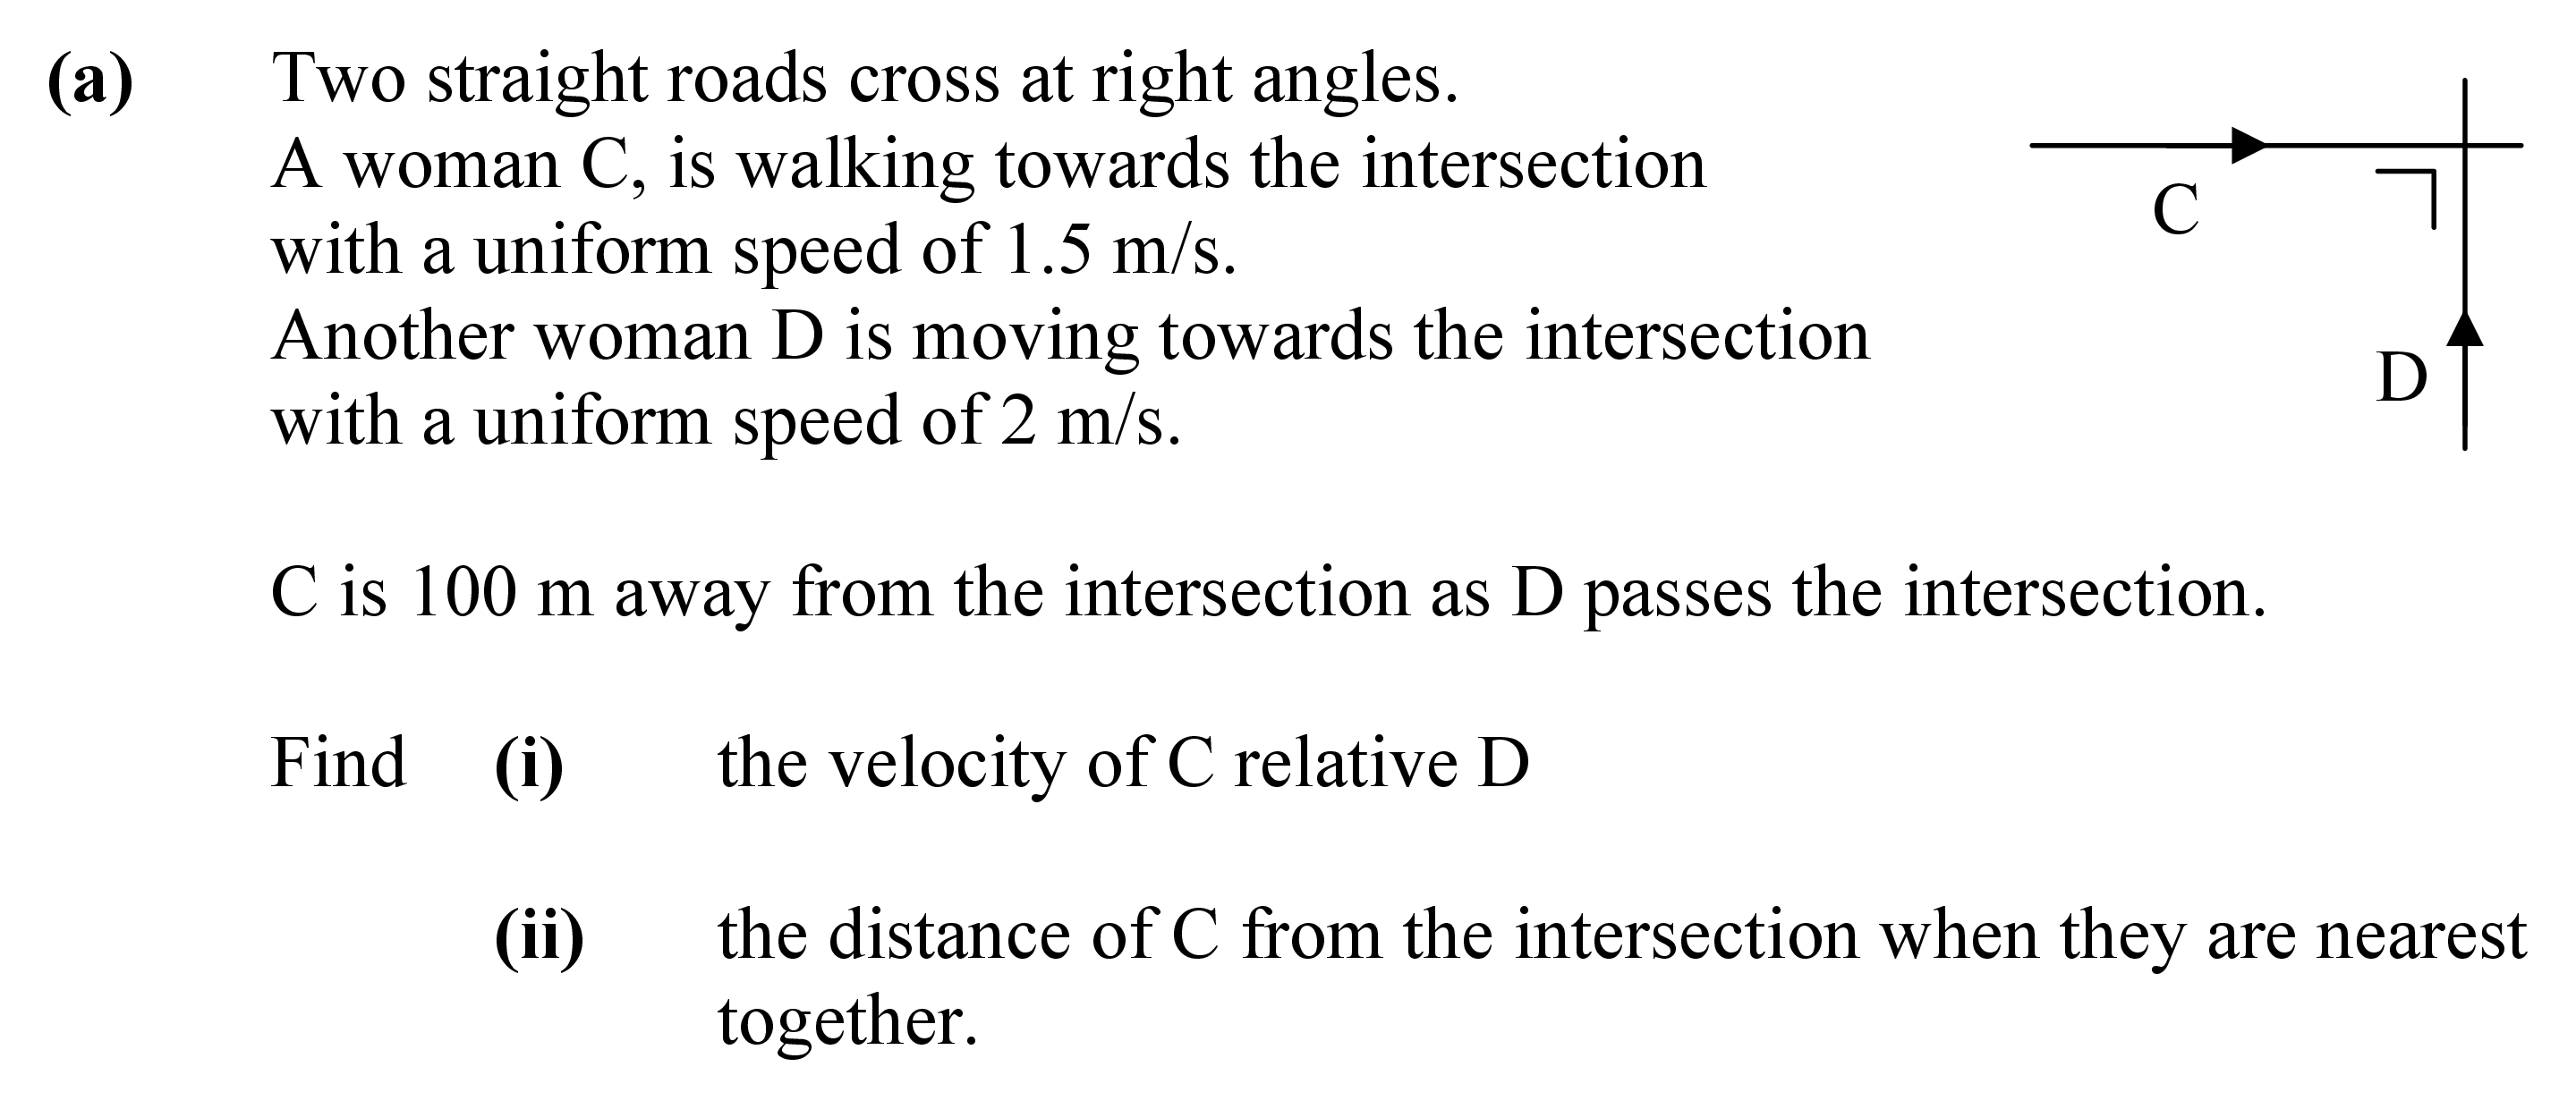 (a) Two straight roads cross at right angles.
A woman C, is walking towards the intersection
with a uniform speed of 1.5 m/s.
Another woman D is moving towards the intersection
with a uniform speed of 2 m/s.
C
D
C is 100 m away from the intersection as D passes the intersection.
Find (i) the velocity of C relative D
(ii) the distance of C from the intersection when they are nearest
together.